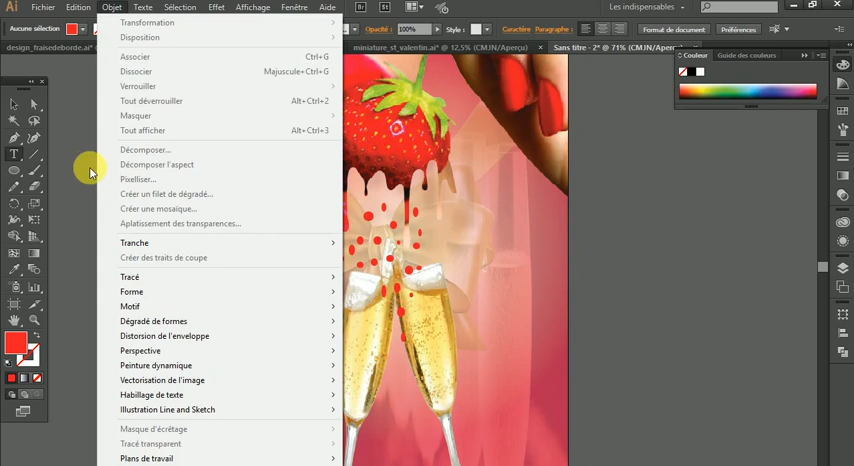 Ai Fichier Edition Objet Texte Sélection Effet Affichage Fenêtre Aide Br St Les indispensables
Aucune sélection Opacité : 100% Style : Caractère Paragraphe Format de document Préférences
design_fraisedeborde.ai* miniature_st_valentin.ai* @ 12,5% (CMJN/Aperçu) × Sans titre - 2* @ 71% (CMJN/Aperçu)
Couleur Guide des couleurs
Transformation
Disposition
Associer Ctrl+G
Dissocier Majuscule+Ctrl+G
Verrouiller
Tout déverrouiller Alt+Ctrl+2
Masquer
Tout afficher Alt+Ctrl+3
Décomposer...
Décomposer l'aspect
Pixelliser...
Créer un filet de dégradé...
Créer une mosaïque...
Aplatissement des transparences...
Tranche
Créer des traits de coupe
Tracé
Forme
Motif
Dégradé de formes
Distorsion de l'enveloppe
Perspective
Peinture dynamique
Vectorisation de l'image
Habillage de texte
Illustration Line and Sketch
Masque d'écrêtage
Tracé transparent
Plans de travail